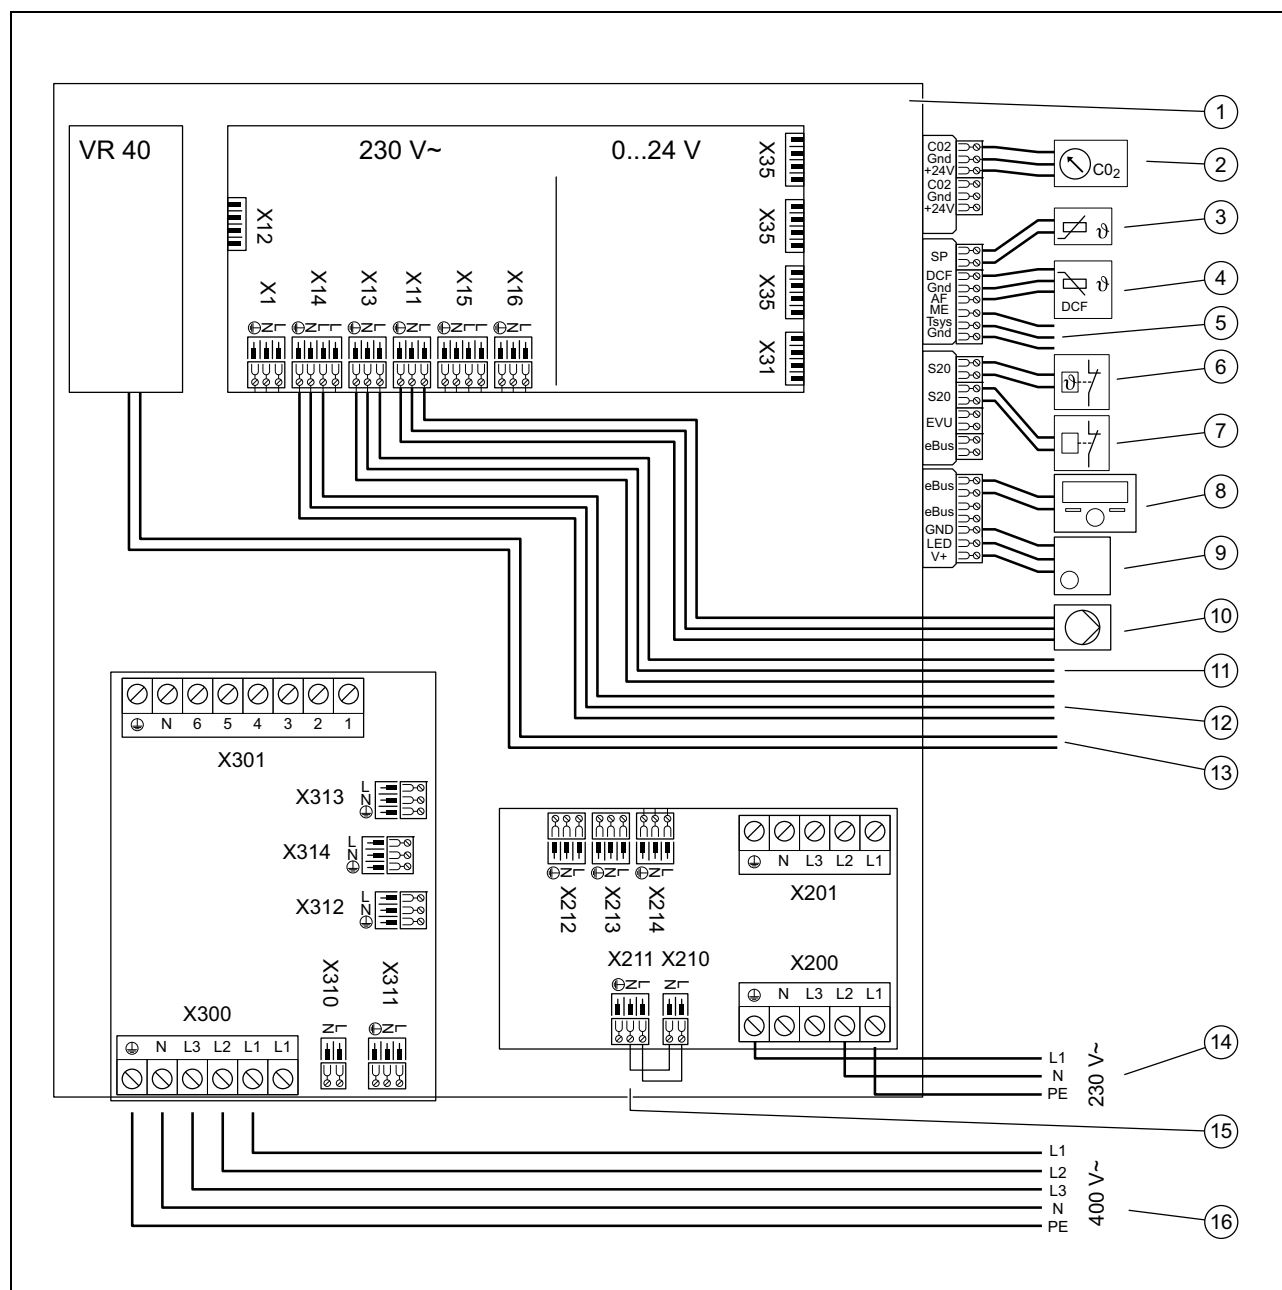 VR 40
230 V~
0...24 V
X35
X35
X35
X31
X12
X1
X14
X13
X11
X15
X16
N L
N L L
N L
N L
N L L
N L
C02
Gnd
+24V
C02
Gnd
+24V
SP
DCF
Gnd
AF
ME
Tsys
Gnd
S20
S20
EVU
eBus
eBus
eBus
GND
LED
V+
C0₂
ϑ
ϑ
DCF
ϑ
1
2
3
4
5
6
7
8
9
10
11
12
13
14
15
16
N 6 5 4 3 2 1
X301
X313
L
N
X314
L
N
X312
L
N
X310
N L
X311
N L
X300
N L3 L2 L1 L1
N L
N L
N L
X212
X213
X214
X211
N L
X210
N L
N L3 L2 L1
X201
X200
N L3 L2 L1
L1
N
PE
230 V~
L1
L2
L3
N
PE
400 V~